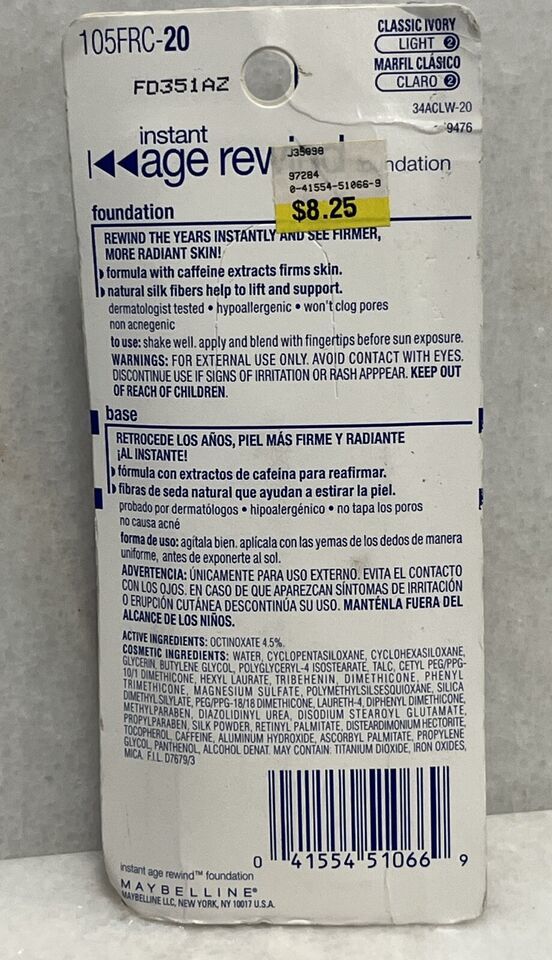 105FRC-20
CLASSIC IVORY
LIGHT 2
MARFIL CLÁSICO
CLARO 2
FD351AZ
34ACLW-20
9476
instant
age rev
ndation
J35098
97284
0-41554-51066-9
$8.25
foundation
REWIND THE YEARS INSTANTLY AND SEE FIRMER,
MORE RADIANT SKIN!
formula with caffeine extracts firms skin.
natural silk fibers help to lift and support.
dermatologist tested • hypoallergenic • won't clog pores
non acnegenic
to use: shake well. apply and blend with fingertips before sun exposure.
WARNINGS: FOR EXTERNAL USE ONLY. AVOID CONTACT WITH EYES.
DISCONTINUE USE IF SIGNS OF IRRITATION OR RASH APPPEAR. KEEP OUT
OF REACH OF CHILDREN.
base
RETROCEDE LOS AÑOS, PIEL MÁS FIRME Y RADIANTE
¡AL INSTANTE!
fórmula con extractos de cafeína para reafirmar.
fibras de seda natural que ayudan a estirar la piel.
probado por dermatólogos • hipoalergénico • no tapa los poros
no causa acné
forma de uso: agítala bien. aplicala con las yemas de los dedos de manera
uniforme, antes de exponerte al sol.
ADVERTENCIA: ÚNICAMENTE PARA USO EXTERNO. EVITA EL CONTACTO
CON LOS OJOS. EN CASO DE QUE APAREZCAN SÍNTOMAS DE IRRITACIÓN
O ERUPCIÓN CUTÁNEA DESCONTINÚA SU USO. MANTÉNLA FUERA DEL
ALCANCE DE LOS NIÑOS.
ACTIVE INGREDIENTS: OCTINOXATE 4.5%.
COSMETIC INGREDIENTS: WATER, CYCLOPENTASILOXANE, CYCLOHEXASILOXANE,
GLYCERIN, BUTYLENE GLYCOL, POLYGLYCERYL-4 ISOSTEARATE, TALC, CETYL PEG/PPG-
10/1 DIMETHICONE, HEXYL LAURATE, TRIBEHENIN, DIMETHICONE, PHENYL
TRIMETHICONE, MAGNESIUM SULFATE, POLYMETHYLSILSESQUIOXANE, SILICA
DIMETHYL SILYLATE, PEG/PPG-18/18 DIMETHICONE, LAURETH-4, DIPHENYL DIMETHICONE,
METHYLPARABEN, DIAZOLIDINYL UREA, DISODIUM STEAROYL GLUTAMATE,
PROPYLPARABEN, SILK POWDER, RETINYL PALMITATE, DISTEARDIMONIUM HECTORITE,
TOCOPHEROL, CAFFEINE, ALUMINUM HYDROXIDE, ASCORBYL PALMITATE, PROPYLENE
GLYCOL, PANTHENOL, ALCOHOL DENAT. MAY CONTAIN: TITANIUM DIOXIDE, IRON OXIDES,
MICA. F.I.L. D7679/3
0 41554 51066 9
instant age rewind™ foundation
MAYBELLINE®
MAYBELLINE LLC, NEW YORK, NY 10017 U.S.A.